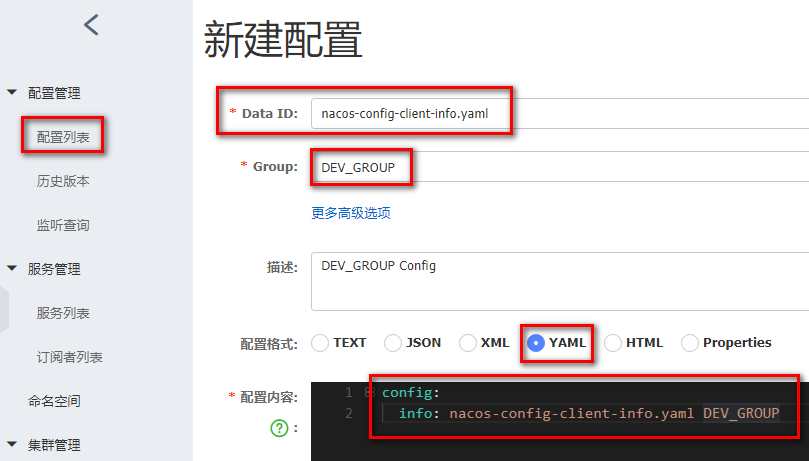 新建配置
配置管理
配置列表
历史版本
监听查询
服务管理
服务列表
订阅者列表
命名空间
集群管理
* Data ID: nacos-config-client-info.yaml
* Group: DEV_GROUP
更多高级选项
描述: DEV_GROUP Config
配置格式: TEXT JSON XML YAML HTML Properties
* 配置内容: 1 config:
? : 2 info: nacos-config-client-info.yaml DEV_GROUP